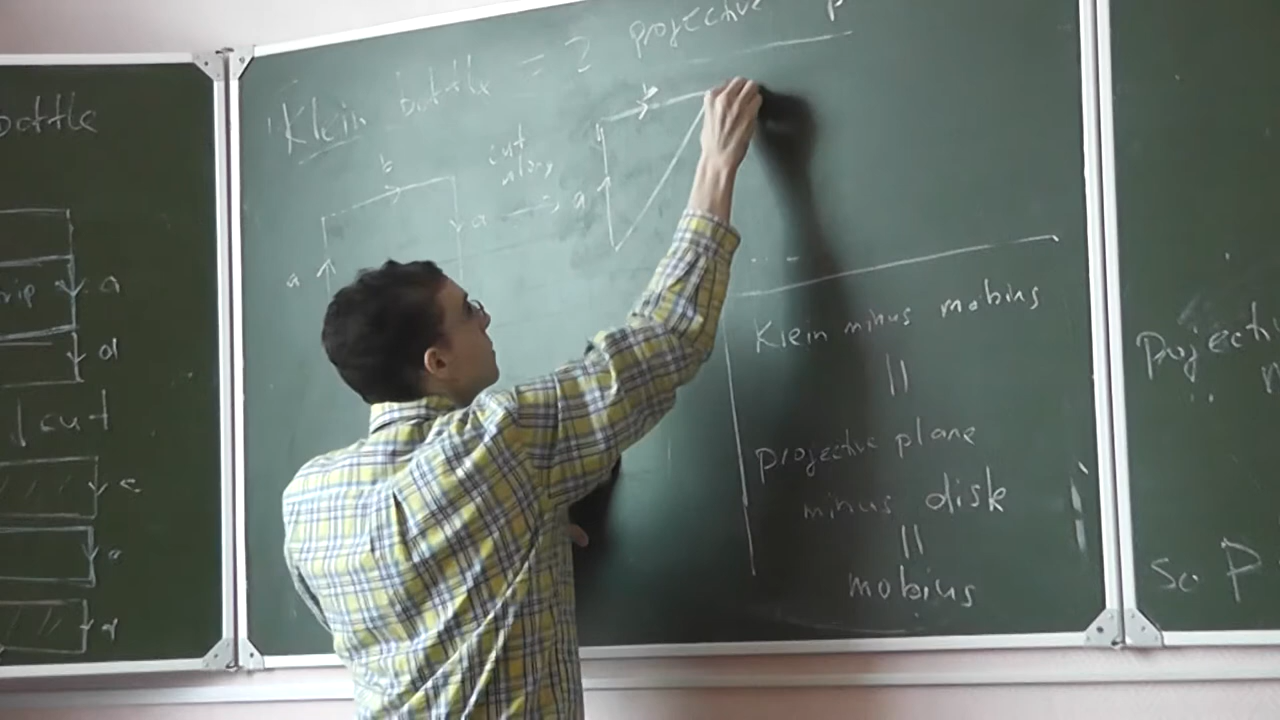 bottle
a
rip
d
cut
a
a
Klein bottle = 2 projective p
b
a
a
cut
along
b
a
Klein minus mobius
||
projective plane
minus disk
||
mobius
Projecti
So P